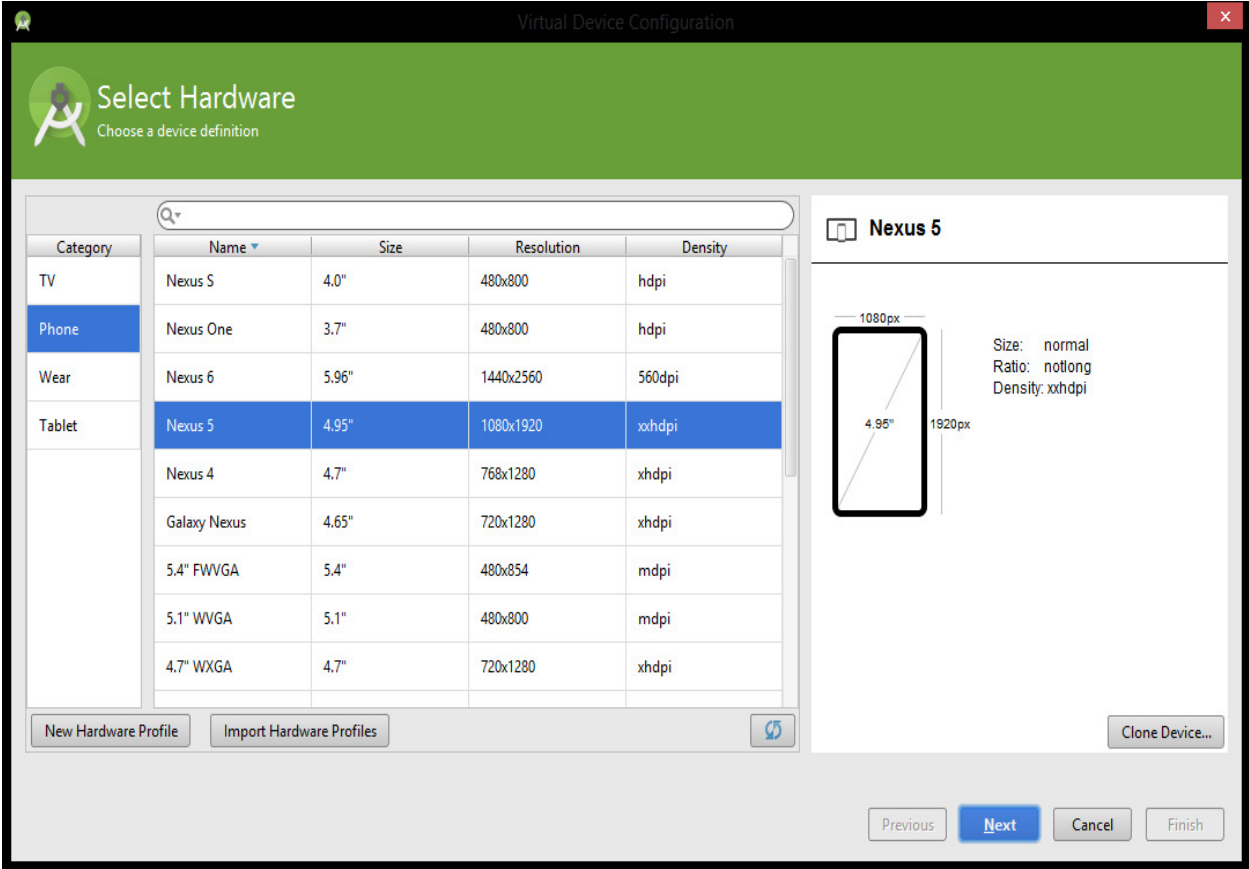 Virtual Device Configuration
x
Select Hardware
Choose a device definition
Category
TV
Phone
Wear
Tablet
Name Size Resolution Density
Nexus S 4.0" 480x800 hdpi
Nexus One 3.7" 480x800 hdpi
Nexus 6 5.96" 1440x2560 560dpi
Nexus 5 4.95" 1080x1920 xxhdpi
Nexus 4 4.7" 768x1280 xhdpi
Galaxy Nexus 4.65" 720x1280 xhdpi
5.4" FWVGA 5.4" 480x854 mdpi
5.1" WVGA 5.1" 480x800 mdpi
4.7" WXGA 4.7" 720x1280 xhdpi
New Hardware Profile Import Hardware Profiles
Nexus 5
1080px
4.95" 1920px
Size: normal
Ratio: notlong
Density: xxhdpi
Clone Device...
Previous Next Cancel Finish